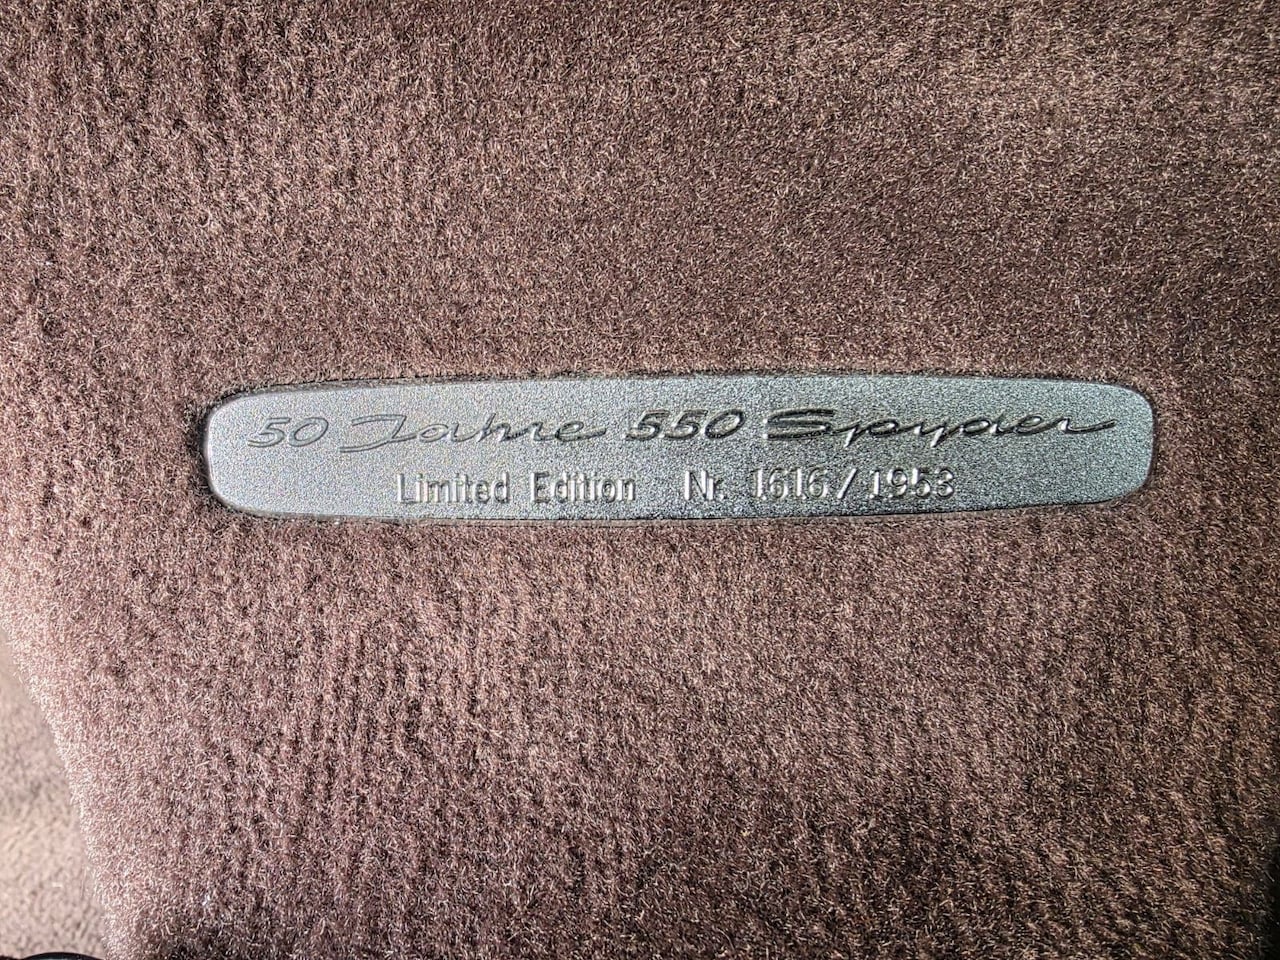 50 Jahre 550 Spyder
Limited Edition Nr. 1616/1953